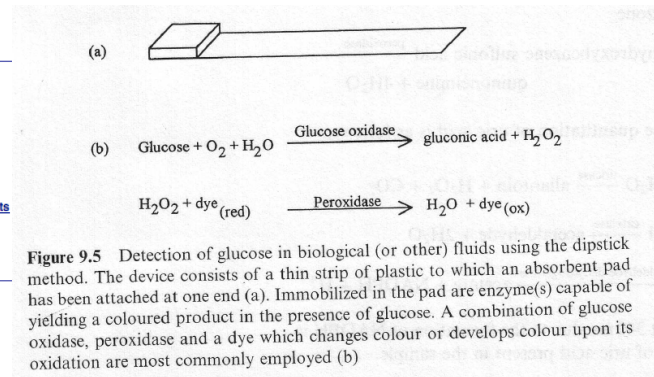 (a)
(b) Glucose + O2 + H2O Glucose oxidase gluconic acid + H2O2
ts
H2O2 + dye(red) Peroxidase H2O + dye(ox)
Figure 9.5 Detection of glucose in biological (or other) fluids using the dipstick
method. The device consists of a thin strip of plastic to which an absorbent pad
has been attached at one end (a). Immobilized in the pad are enzyme(s) capable of
yielding a coloured product in the presence of glucose. A combination of glucose
oxidase, peroxidase and a dye which changes colour or develops colour upon its
oxidation are most commonly employed (b)